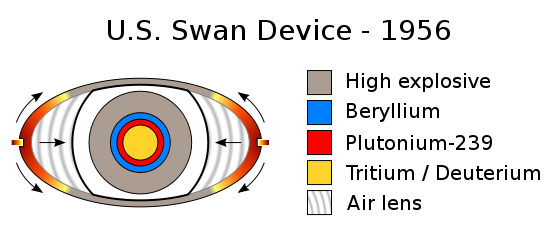 U.S. Swan Device - 1956
High explosive
Beryllium
Plutonium-239
Tritium / Deuterium
Air lens